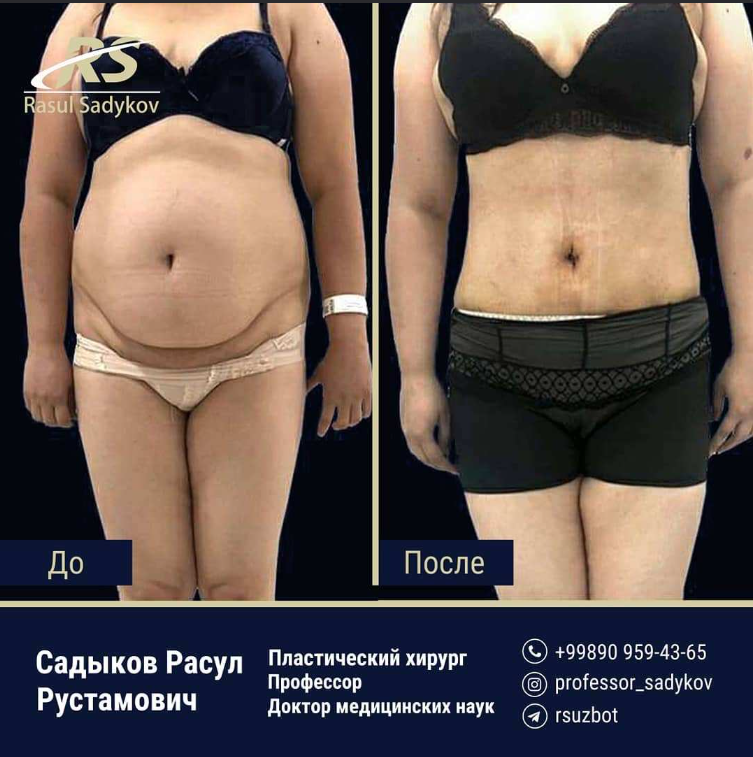 RS
Rasul Sadykov
До
После
Садыков Расул
Рустамович
Пластический хирург
Профессор
Доктор медицинских наук
+99890 959-43-65
professor_sadykov
rsuzbot